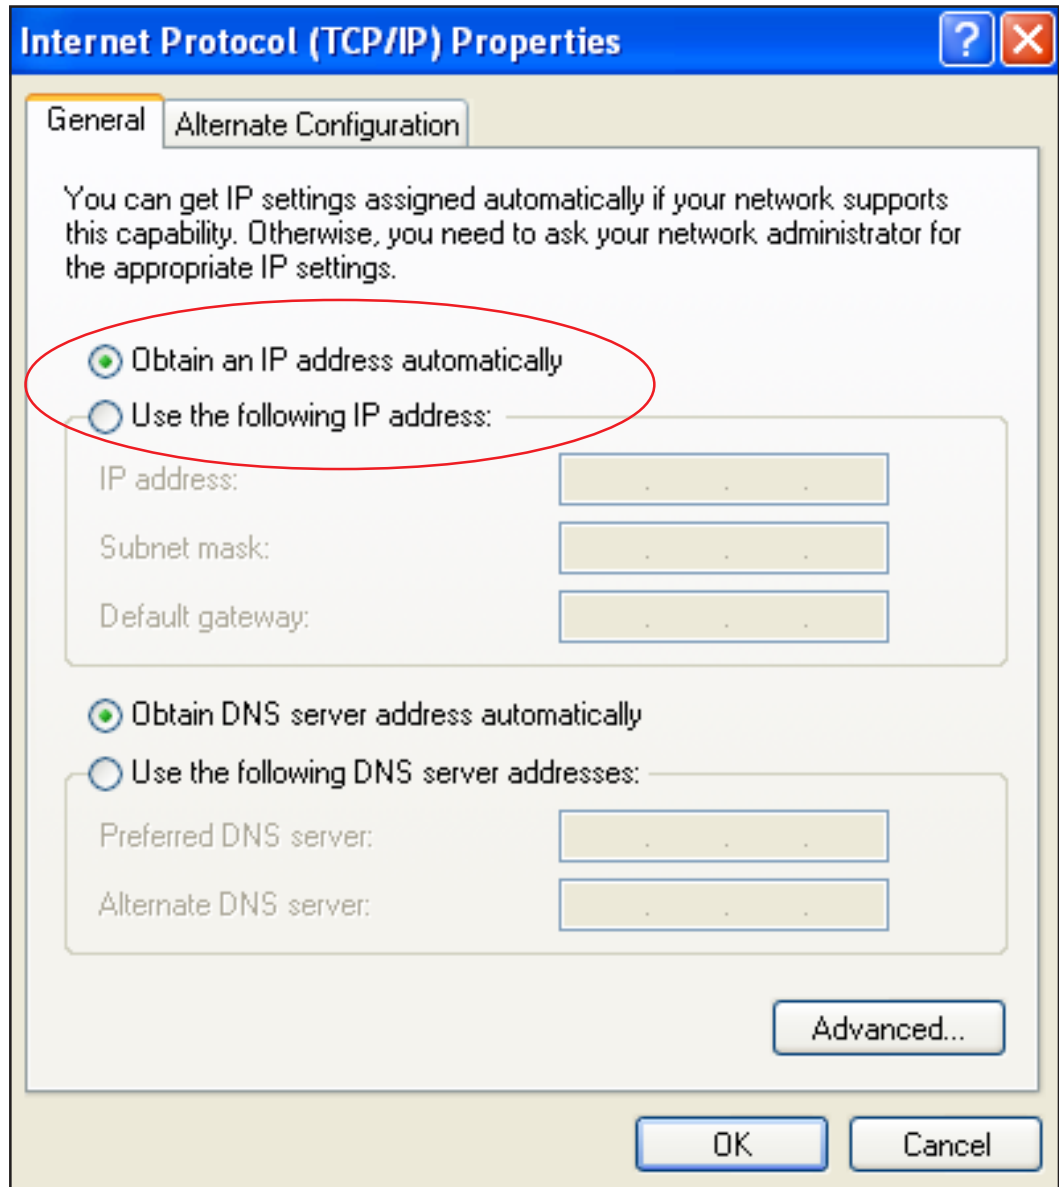 Internet Protocol (TCP/IP) Properties
General
Alternate Configuration
You can get IP settings assigned automatically if your network supports
this capability. Otherwise, you need to ask your network administrator for
the appropriate IP settings.
Obtain an IP address automatically
Use the following IP address:
IP address:
Subnet mask:
Default gateway:
Obtain DNS server address automatically
Use the following DNS server addresses:
Preferred DNS server:
Alternate DNS server:
Advanced...
OK
Cancel